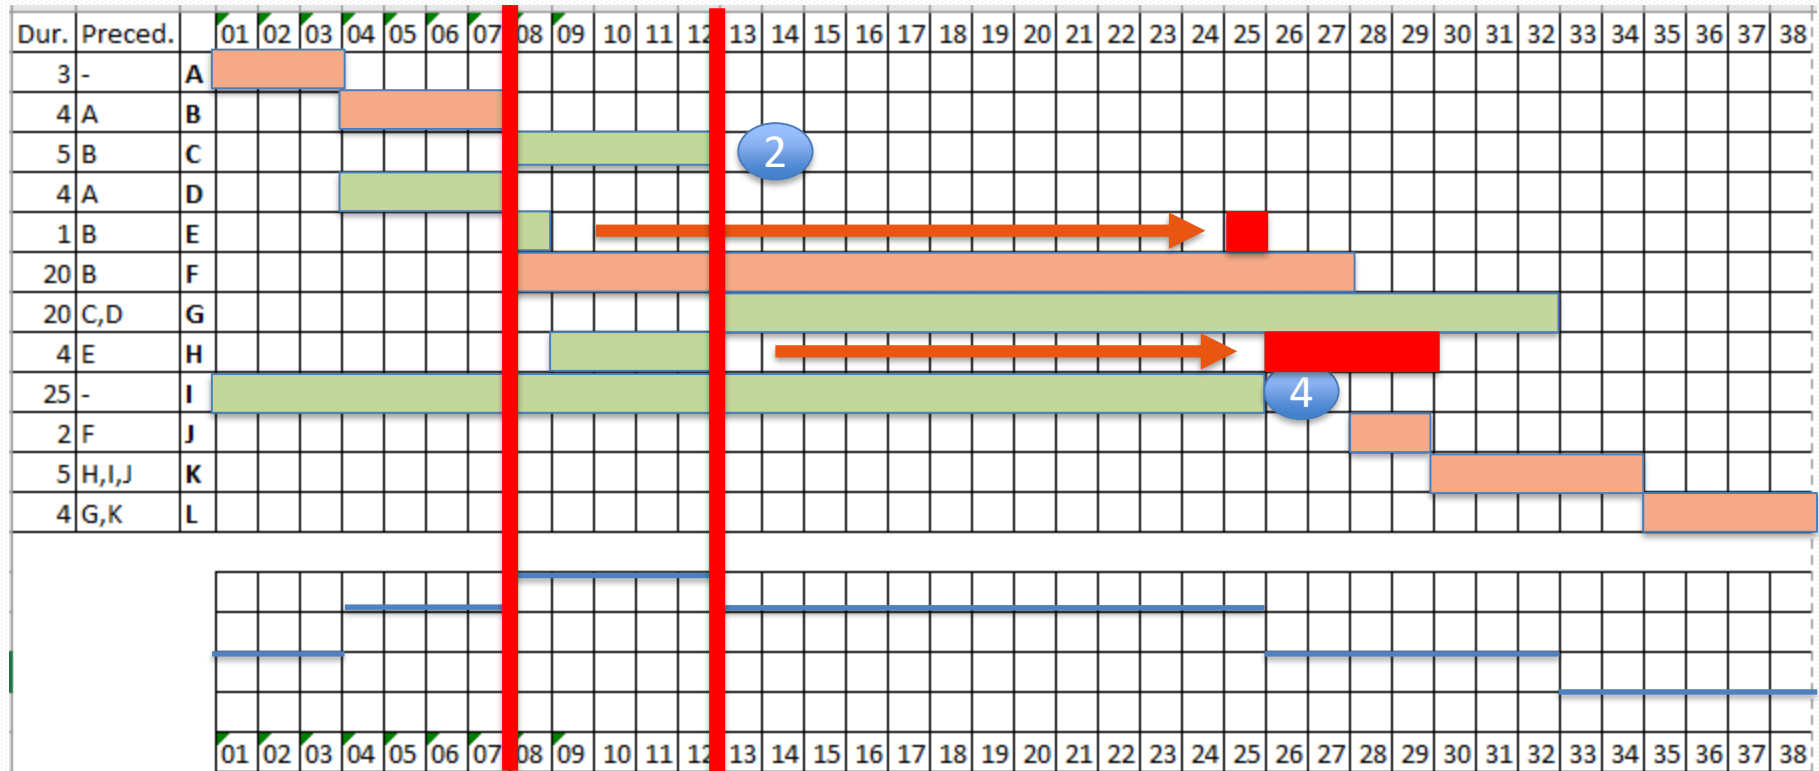 Dur. Preced. 01 02 03 04 05 06 07 08 09 10 11 12 13 14 15 16 17 18 19 20 21 22 23 24 25 26 27 28 29 30 31 32 33 34 35 36 37 38
3 - A
4 A B
5 B C 2
4 A D
1 B E
20 B F
20 C,D G
4 E H
25 - I 4
2 F J
5 H,I,J K
4 G,K L
01 02 03 04 05 06 07 08 09 10 11 12 13 14 15 16 17 18 19 20 21 22 23 24 25 26 27 28 29 30 31 32 33 34 35 36 37 38